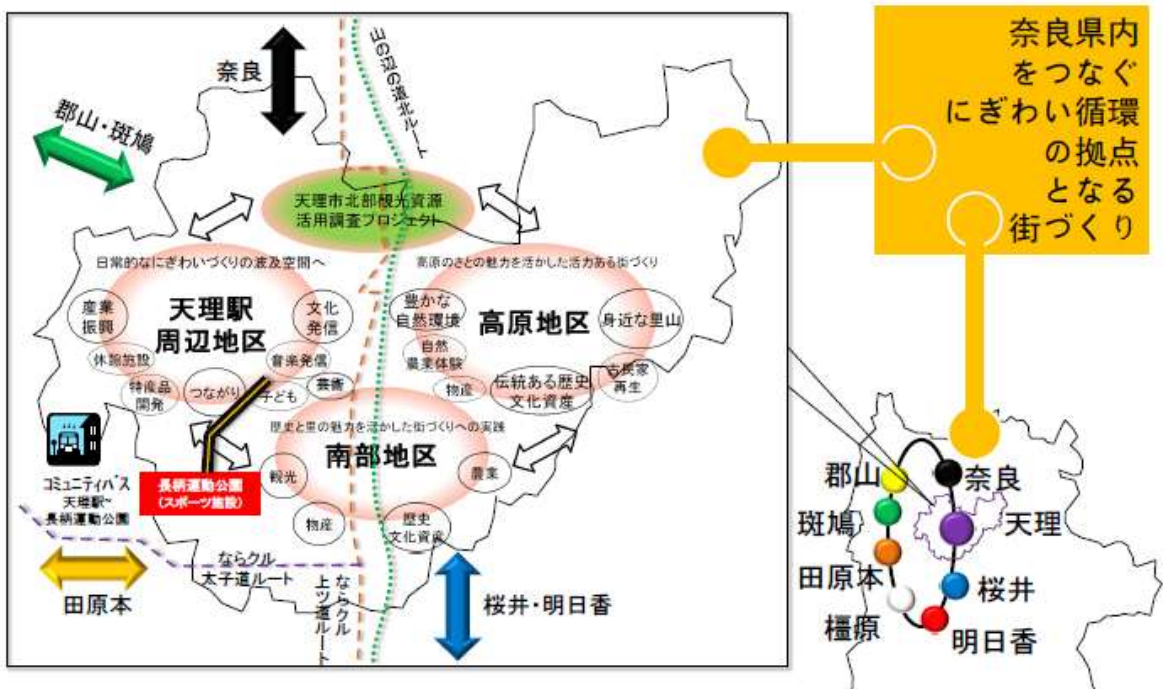 奈良
山の辺の道北ルート
郡山・斑鳩
天理市北部観光資源
活用調査プロジェクト
日常的なにぎわいづくりの波及空間へ
天理駅
周辺地区
産業
振興
文化
発信
休憩施設
音楽発信
特産品
開発
つながり
子ども
芸術
高原のさとの魅力を活かした活力ある街づくり
高原地区
豊かな
自然環境
身近な里山
自然
農業体験
物産
伝統ある歴史
文化資産
古民家
再生
歴史と里の魅力を活かした街づくりへの実践
南部地区
観光
農業
物産
歴史
文化資産
長柄運動公園
(スポーツ施設)
コミュニティバス
天理駅~
長柄運動公園
ならクル
太子道ルート
田原本
ならクル
上ツ道ルート
桜井・明日香
奈良県内
をつなぐ
にぎわい循環
の拠点
となる
街づくり
郡山
奈良
斑鳩
天理
田原本
桜井
橿原
明日香